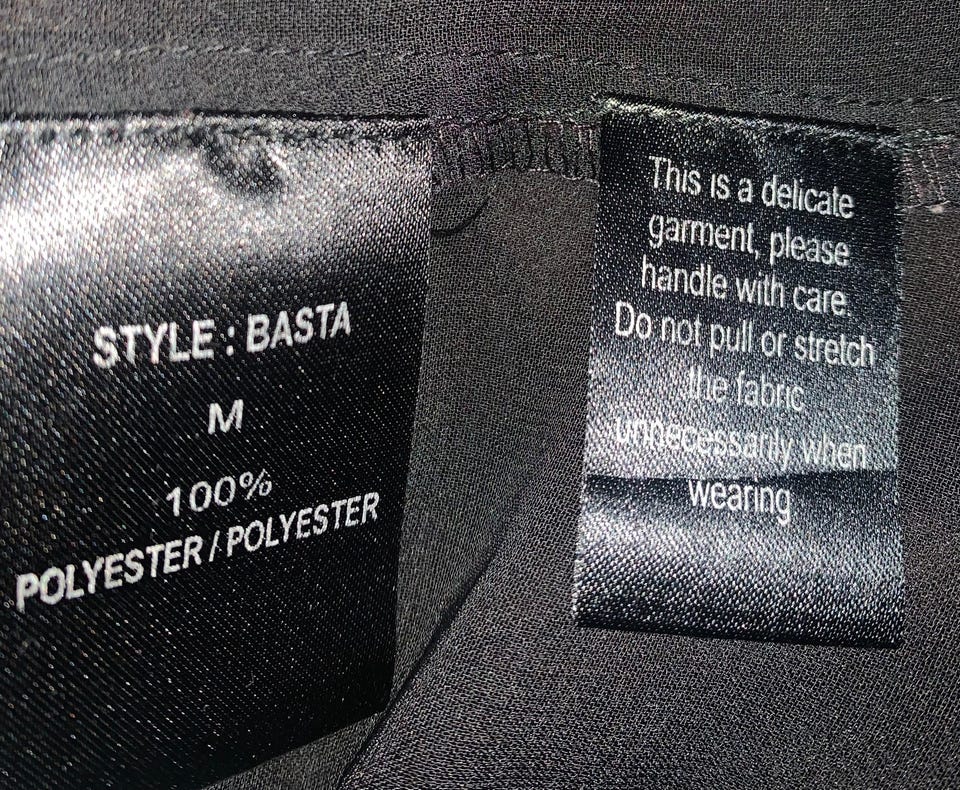 STYLE : BASTA
M
100%
POLYESTER / POLYESTER
This is a delicate
garment, please
handle with care.
Do not pull or stretch
the fabric
unnecessarily when
wearing